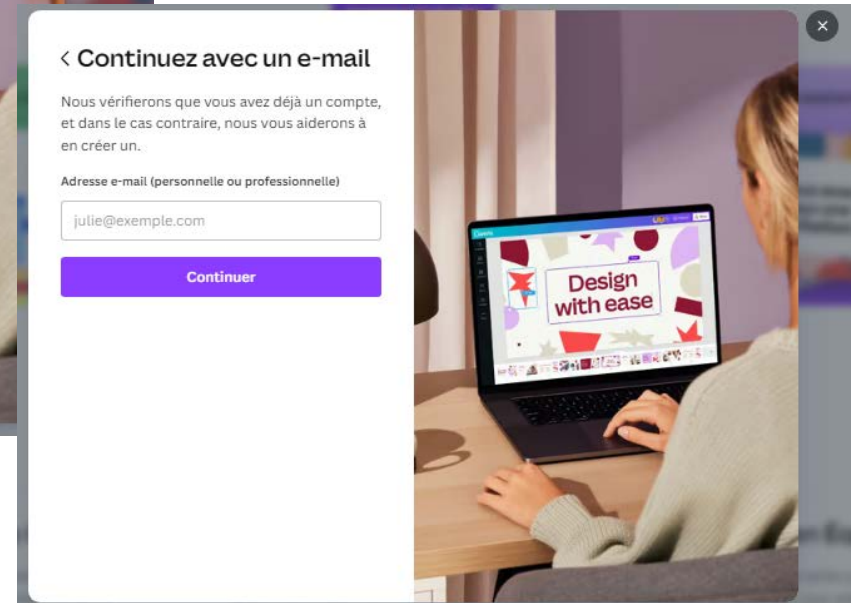 Continuez avec un e-mail
Nous vérifierons que vous avez déjà un compte,
et dans le cas contraire, nous vous aiderons à
en créer un.
Adresse e-mail (personnelle ou professionnelle)
julie@exemple.com
Continuer
Canva
Design
with ease